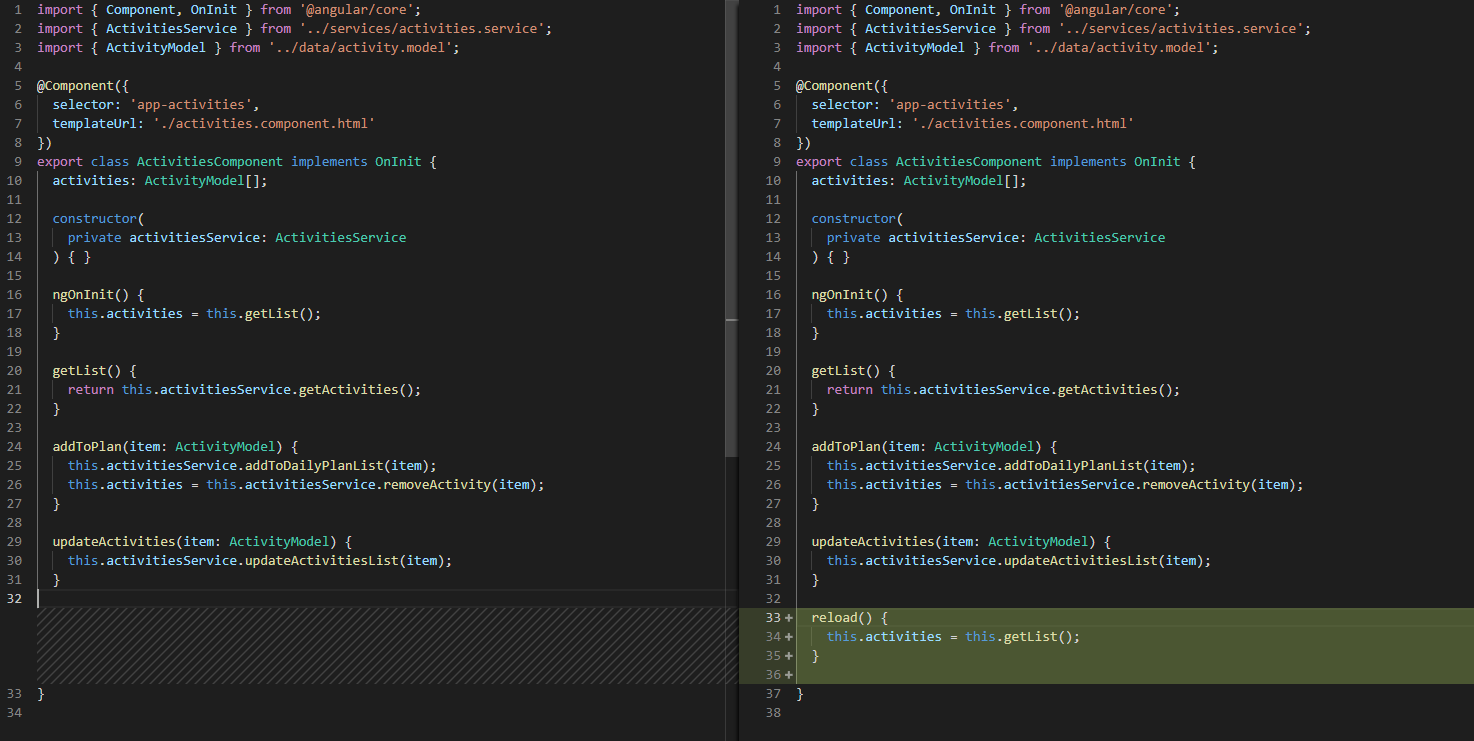 1 import { Component, OnInit } from '@angular/core';
2 import { ActivitiesService } from '../services/activities.service';
3 import { ActivityModel } from '../data/activity.model';
4
5 @Component({
6 selector: 'app-activities',
7 templateUrl: './activities.component.html'
8 })
9 export class ActivitiesComponent implements OnInit {
10 activities: ActivityModel[];
11
12 constructor(
13 private activitiesService: ActivitiesService
14 ) { }
15
16 ngOnInit() {
17 this.activities = this.getList();
18 }
19
20 getList() {
21 return this.activitiesService.getActivities();
22 }
23
24 addToPlan(item: ActivityModel) {
25 this.activitiesService.addToDailyPlanList(item);
26 this.activities = this.activitiesService.removeActivity(item);
27 }
28
29 updateActivities(item: ActivityModel) {
30 this.activitiesService.updateActivitiesList(item);
31 }
32
33 }
34
1 import { Component, OnInit } from '@angular/core';
2 import { ActivitiesService } from '../services/activities.service';
3 import { ActivityModel } from '../data/activity.model';
4
5 @Component({
6 selector: 'app-activities',
7 templateUrl: './activities.component.html'
8 })
9 export class ActivitiesComponent implements OnInit {
10 activities: ActivityModel[];
11
12 constructor(
13 private activitiesService: ActivitiesService
14 ) { }
15
16 ngOnInit() {
17 this.activities = this.getList();
18 }
19
20 getList() {
21 return this.activitiesService.getActivities();
22 }
23
24 addToPlan(item: ActivityModel) {
25 this.activitiesService.addToDailyPlanList(item);
26 this.activities = this.activitiesService.removeActivity(item);
27 }
28
29 updateActivities(item: ActivityModel) {
30 this.activitiesService.updateActivitiesList(item);
31 }
32
33 + reload() {
34 + this.activities = this.getList();
35 + }
36 +
37 }
38